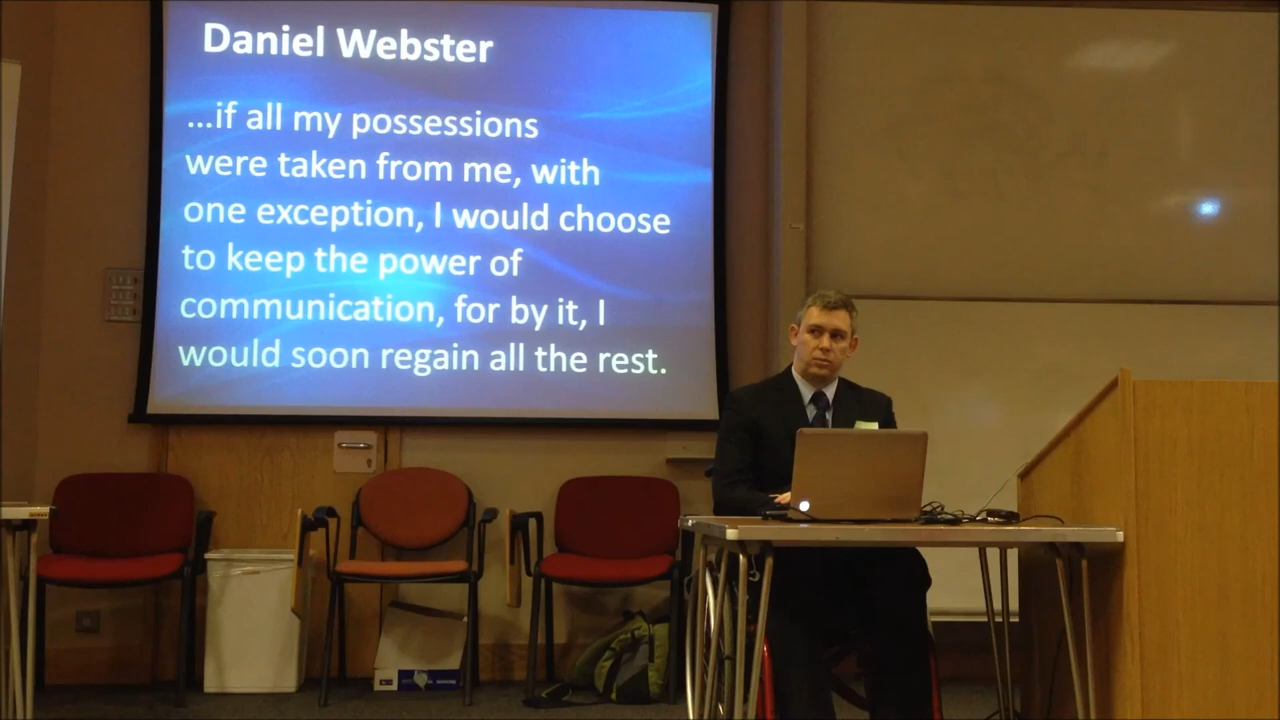 Daniel Webster
...if all my possessions
were taken from me, with
one exception, I would choose
to keep the power of
communication, for by it, I
would soon regain all the rest.